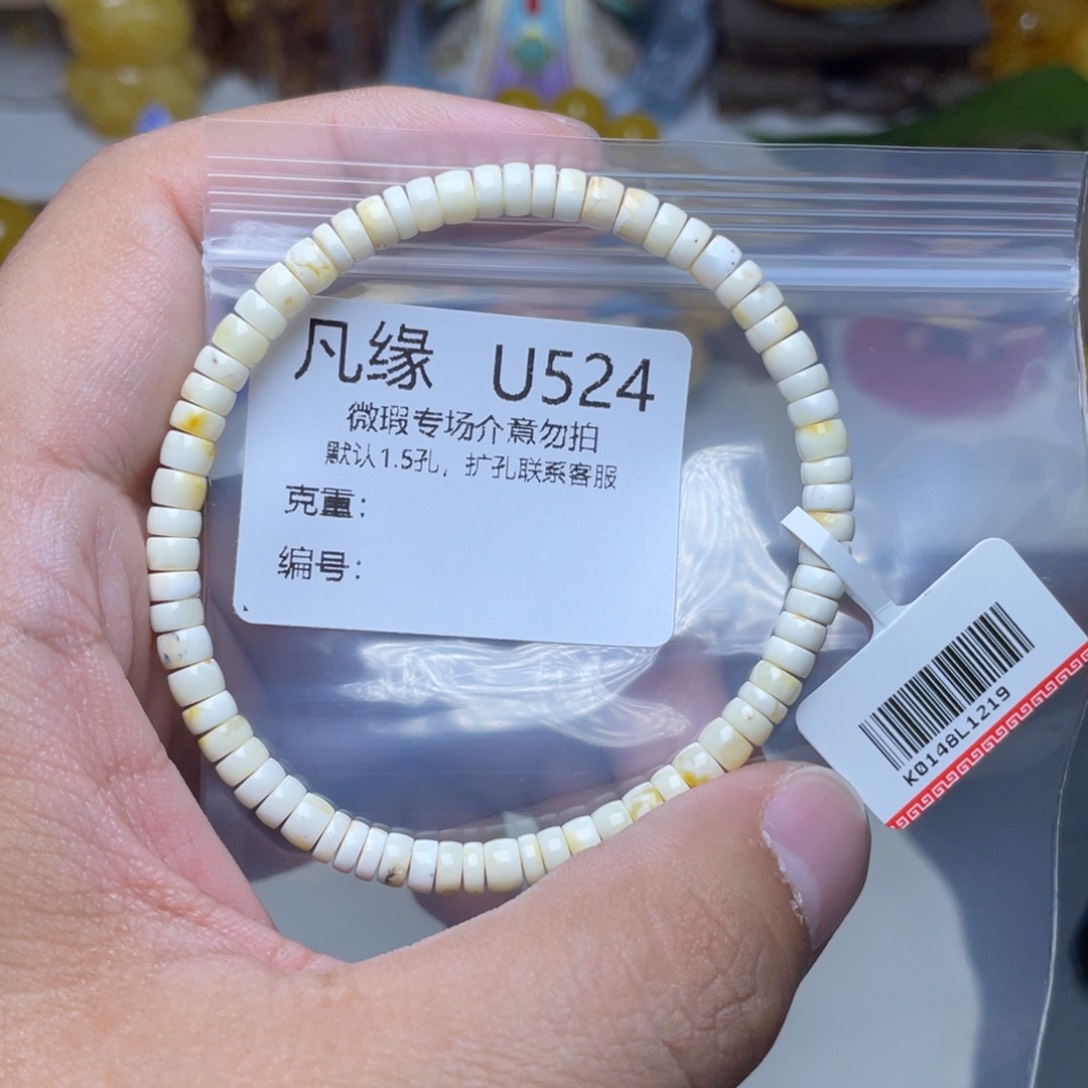 凡缘 U524
微瑕专场介意勿拍
默认1.5孔，扩孔联系客服
克重：
编号：
K0148L1219